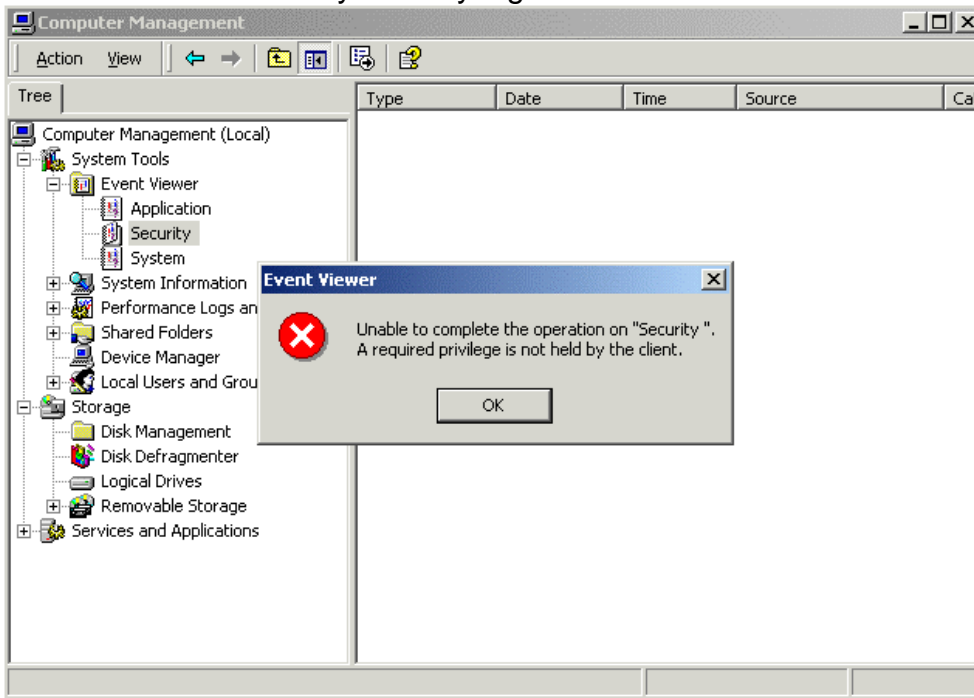 Computer Management
Action View
Tree
Type Date Time Source
Computer Management (Local)
System Tools
Event Viewer
Application
Security
System
System Information
Performance Logs an
Shared Folders
Device Manager
Local Users and Grou
Storage
Disk Management
Disk Defragmenter
Logical Drives
Removable Storage
Services and Applications
Event Viewer
Unable to complete the operation on "Security ".
A required privilege is not held by the client.
OK